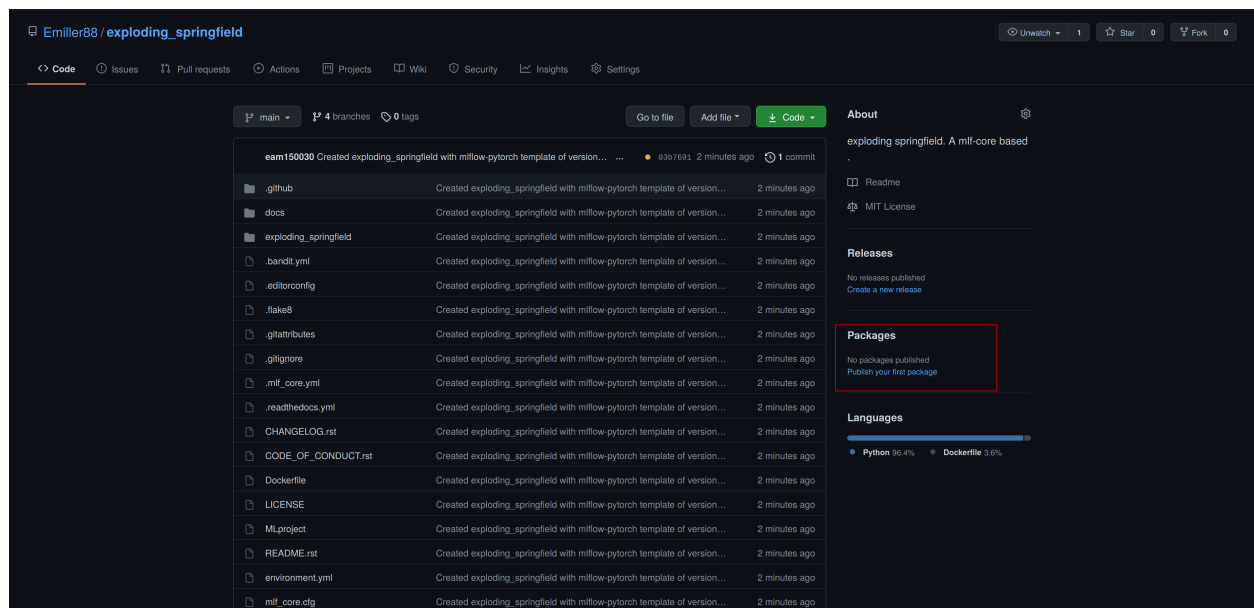 Emiller88 / exploding_springfield
Unwatch 1 Star 0 Fork 0
<> Code Issues Pull requests Actions Projects Wiki Security Insights Settings
main 4 branches 0 tags Go to file Add file Code
eam150030 Created exploding_springfield with mlflow-pytorch template of version… ... 03b7691 2 minutes ago 1 commit
.github Created exploding_springfield with mlflow-pytorch template of version… 2 minutes ago
docs Created exploding_springfield with mlflow-pytorch template of version… 2 minutes ago
exploding_springfield Created exploding_springfield with mlflow-pytorch template of version… 2 minutes ago
.bandit.yml Created exploding_springfield with mlflow-pytorch template of version… 2 minutes ago
.editorconfig Created exploding_springfield with mlflow-pytorch template of version… 2 minutes ago
.flake8 Created exploding_springfield with mlflow-pytorch template of version… 2 minutes ago
.gitattributes Created exploding_springfield with mlflow-pytorch template of version… 2 minutes ago
.gitignore Created exploding_springfield with mlflow-pytorch template of version… 2 minutes ago
.mlf_core.yml Created exploding_springfield with mlflow-pytorch template of version… 2 minutes ago
.readthedocs.yml Created exploding_springfield with mlflow-pytorch template of version… 2 minutes ago
CHANGELOG.rst Created exploding_springfield with mlflow-pytorch template of version… 2 minutes ago
CODE_OF_CONDUCT.rst Created exploding_springfield with mlflow-pytorch template of version… 2 minutes ago
Dockerfile Created exploding_springfield with mlflow-pytorch template of version… 2 minutes ago
LICENSE Created exploding_springfield with mlflow-pytorch template of version… 2 minutes ago
MLproject Created exploding_springfield with mlflow-pytorch template of version… 2 minutes ago
README.rst Created exploding_springfield with mlflow-pytorch template of version… 2 minutes ago
environment.yml Created exploding_springfield with mlflow-pytorch template of version… 2 minutes ago
mlf_core.cfg Created exploding_springfield with mlflow-pytorch template of version… 2 minutes ago
About
exploding springfield. A mlf-core based
.
Readme
MIT License
Releases
No releases published
Create a new release
Packages
No packages published
Publish your first package
Languages
Python 96.4% Dockerfile 3.6%